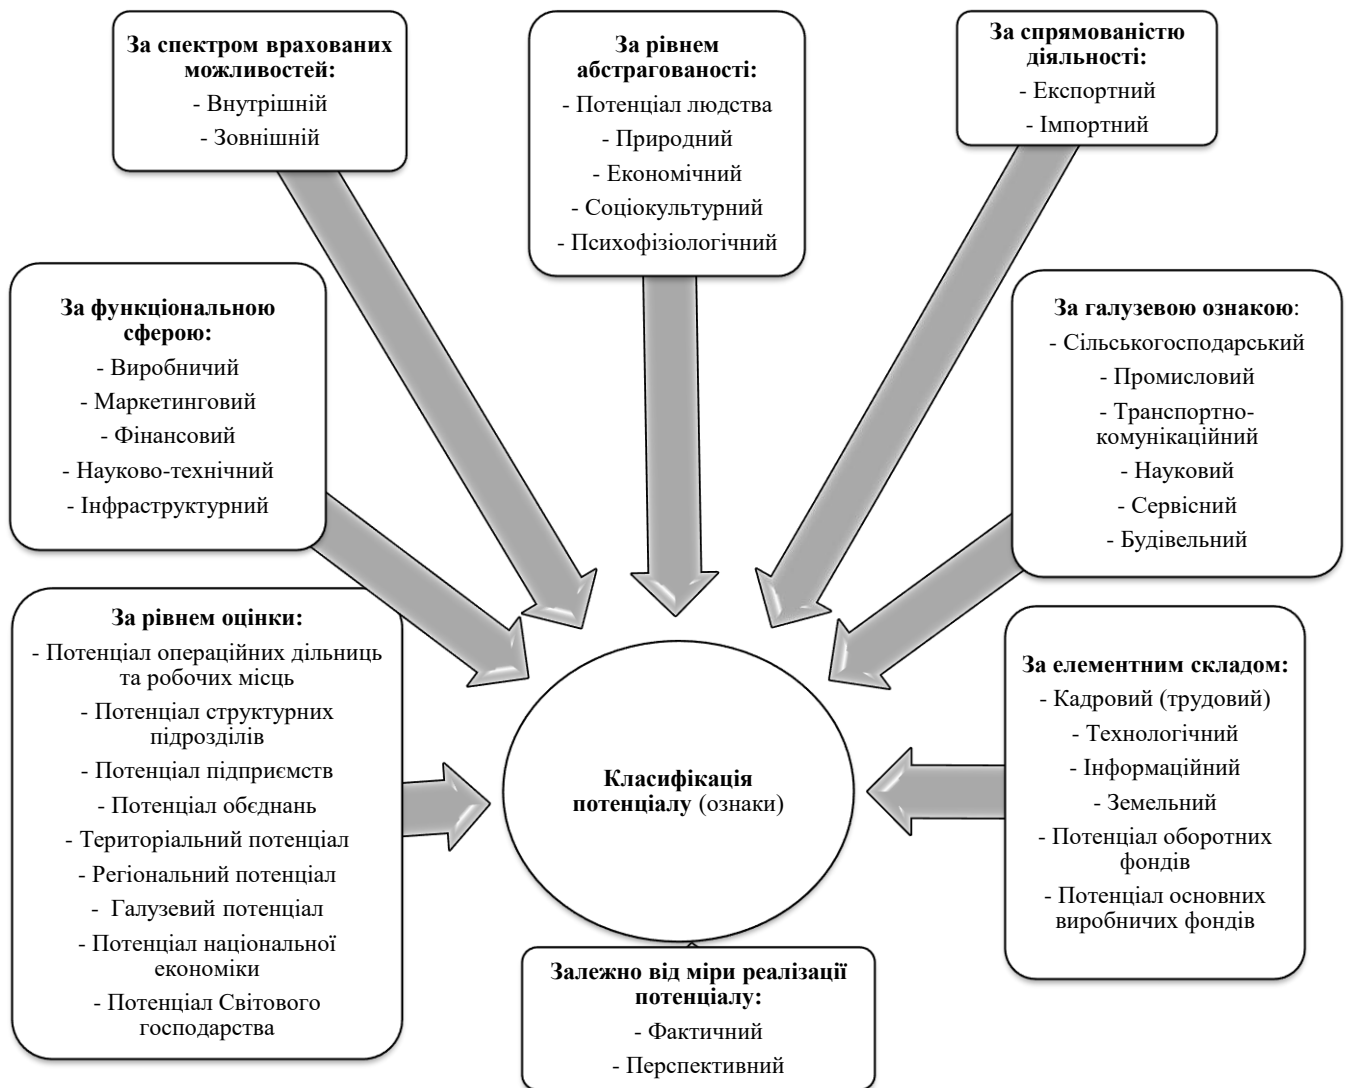 За спектром врахованих
можливостей:
- Внутрішній
- Зовнішній
За рівнем
абстрагованості:
- Потенціал людства
- Природний
- Економічний
- Соціокультурний
- Психофізіологічний
За спрямованістю
діяльності:
- Експортний
- Імпортний
За функціональною
сферою:
- Виробничий
- Маркетинговий
- Фінансовий
- Науково-технічний
- Інфраструктурний
За галузевою ознакою:
- Сільськогосподарський
- Промисловий
- Транспортно-
комунікаційний
- Науковий
- Сервісний
- Будівельний
За рівнем оцінки:
- Потенціал операційних дільниць
та робочих місць
- Потенціал структурних
підрозділів
- Потенціал підприємств
- Потенціал обєднань
- Територіальний потенціал
- Регіональний потенціал
- Галузевий потенціал
- Потенціал національної
економіки
- Потенціал Світового
господарства
Класифікація
потенціалу (ознаки)
За елементним складом:
- Кадровий (трудовий)
- Технологічний
- Інформаційний
- Земельний
- Потенціал оборотних
фондів
- Потенціал основних
виробничих фондів
Залежно від міри реалізації
потенціалу:
- Фактичний
- Перспективний